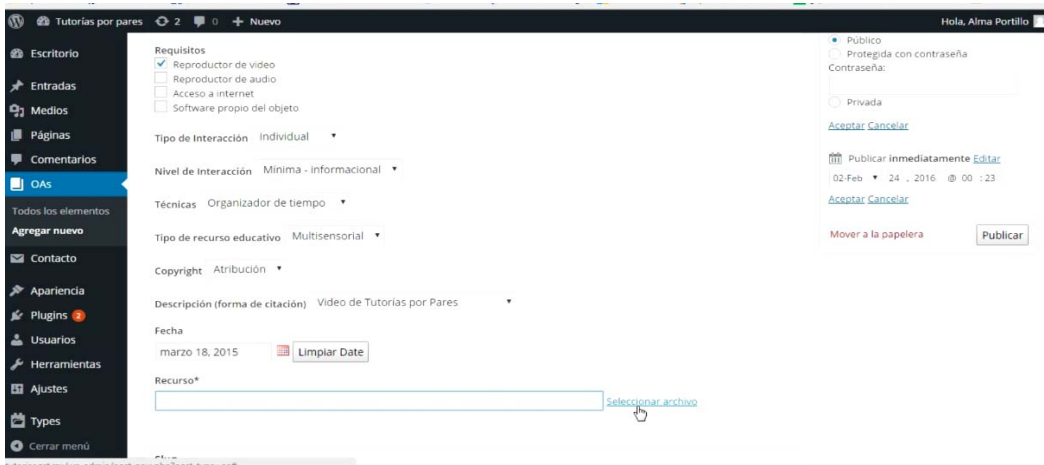 Tutorías por pares 2 0 + Nuevo Hola, Alma Portillo
Escritorio
Entradas
Medios
Páginas
Comentarios
OAs
Todos los elementos
Agregar nuevo
Contacto
Apariencia
Plugins 2
Usuarios
Herramientas
Ajustes
Types
Cerrar menú
Requisitos
Reproductor de video
Reproductor de audio
Acceso a internet
Software propio del objeto
Tipo de Interacción Individual
Nivel de Interacción Mínima - informacional
Técnicas Organizador de tiempo
Tipo de recurso educativo Multisensorial
Copyright Atribución
Descripción (forma de citación) Video de Tutorías por Pares
Fecha
marzo 18, 2015 Limpiar Date
Recurso*
Seleccionar archivo
Público
Protegida con contraseña
Contraseña:
Privada
Aceptar Cancelar
Publicar inmediatamente Editar
02-Feb 24 , 2016 @ 00 : 23
Aceptar Cancelar
Mover a la papelera Publicar